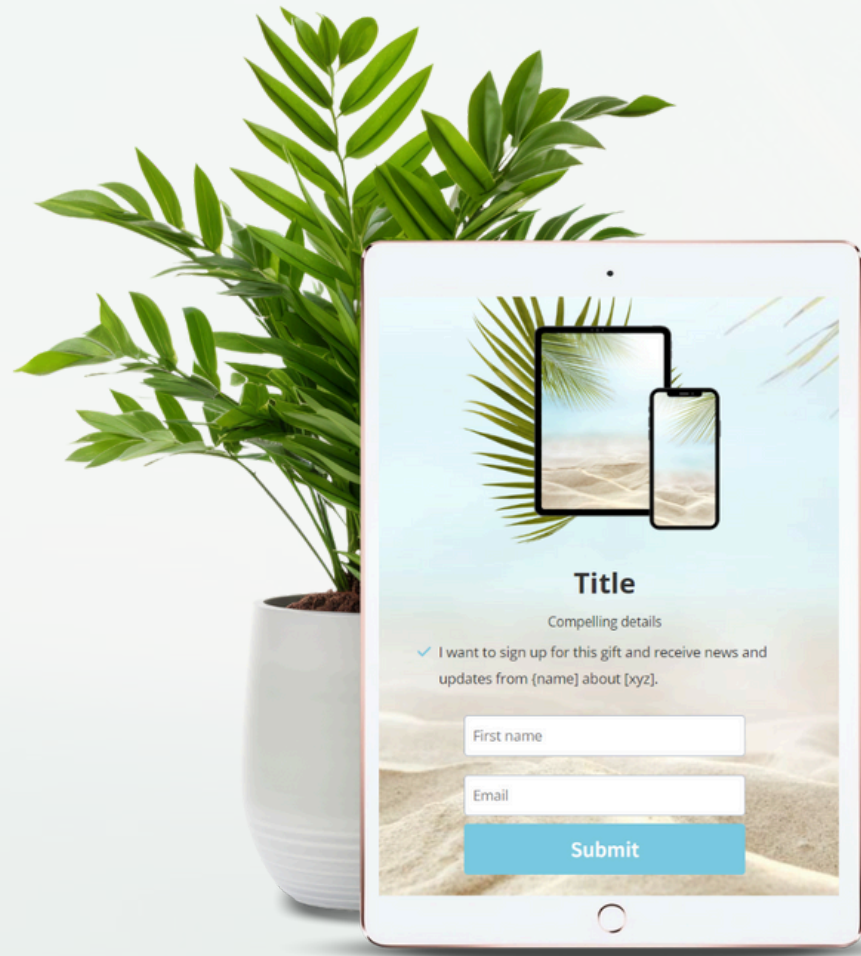 Title
Compelling details
I want to sign up for this gift and receive news and
updates from {name] about [xyz].
First name
Email
Submit